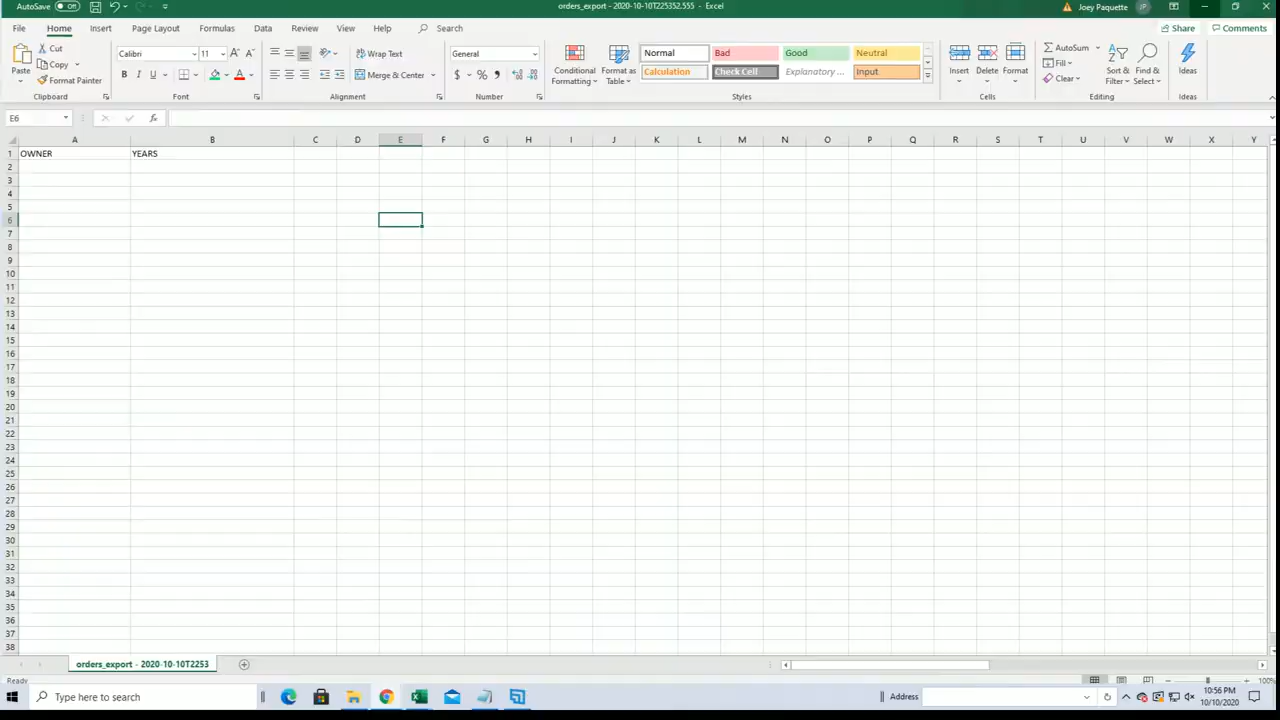 AutoSave Off orders_export - 2020-10-10T225352.555 - Excel Joey Paquette JP
File Home Insert Page Layout Formulas Data Review View Help Search Share Comments
Paste Cut Copy Format Painter Clipboard
Calibri 11 B I U A Font
Wrap Text Merge & Center Alignment
General $ % Number
Conditional Formatting Format as Table
Normal Bad Good Neutral
Calculation Check Cell Explanatory ... Input
Styles
Insert Delete Format Cells
AutoSum Fill Clear Sort & Filter Find & Select Editing
Ideas Ideas
E6 fx
A B C D E F G H I J K L M N O P Q R S T U V W X Y
1 OWNER YEARS
2
3
4
5
6
7
8
9
10
11
12
13
14
15
16
17
18
19
20
21
22
23
24
25
26
27
28
29
30
31
32
33
34
35
36
37
38
orders_export - 2020-10-10T2253
Ready 100%
Type here to search Address 10:56 PM
10/10/2020